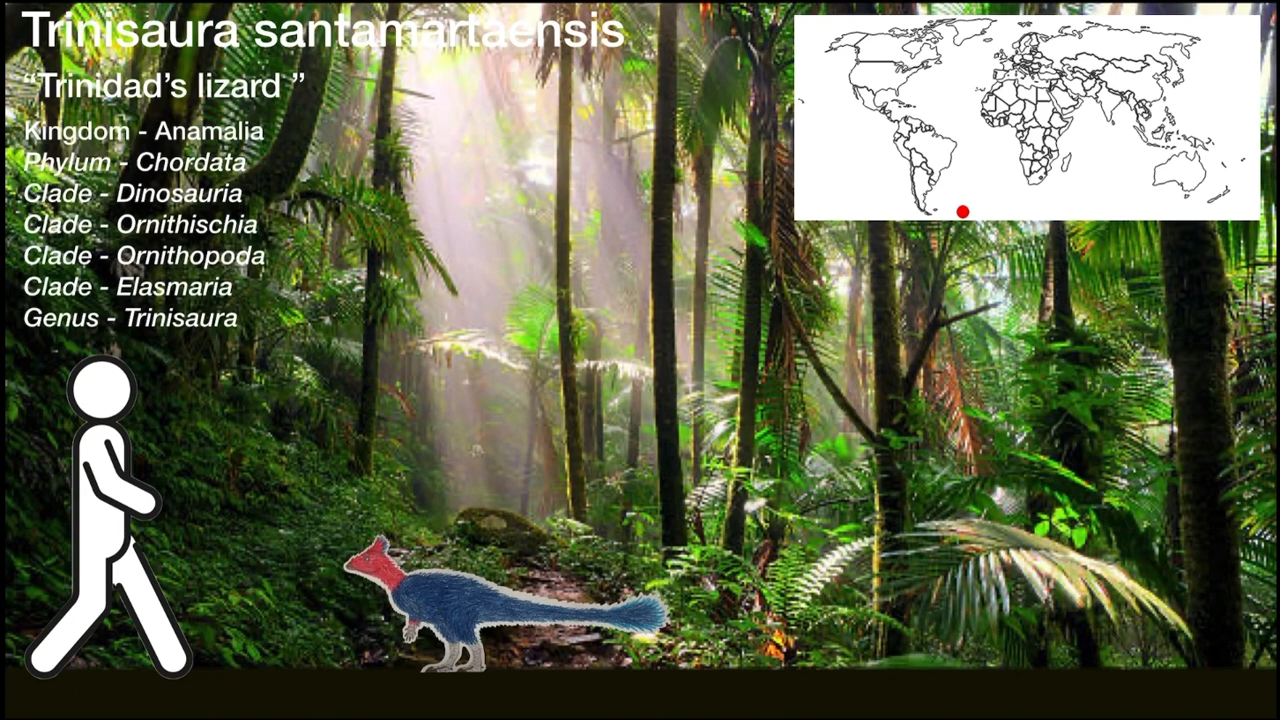 Trinisaura santamartaensis
“Trinidad’s lizard ”
Kingdom - Anamalia
Phylum - Chordata
Clade - Dinosauria
Clade - Ornithischia
Clade - Ornithopoda
Clade - Elasmaria
Genus - Trinisaura